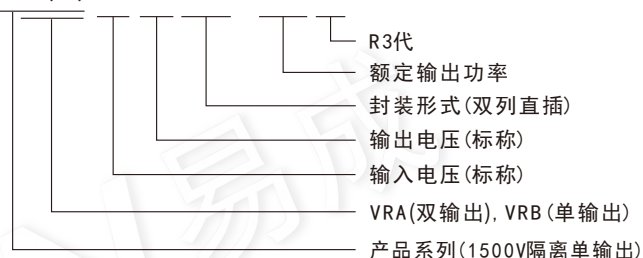 R3代
额定输出功率
封装形式(双列直插)
输出电压(标称)
输入电压(标称)
VRA(双输出),VRB(单输出)
产品系列(1500V隔离单输出)
易成